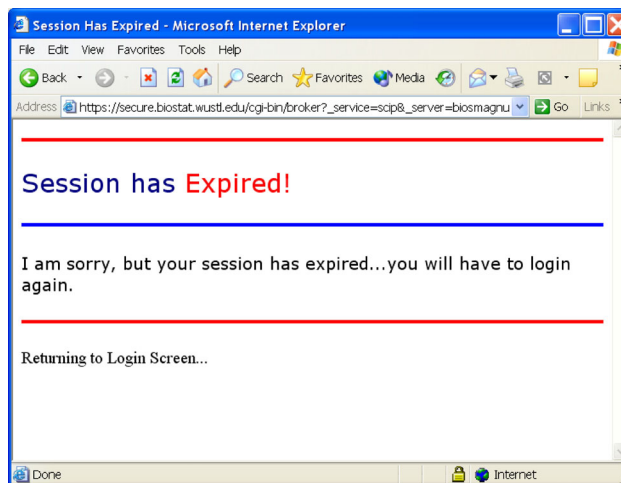 Session Has Expired - Microsoft Internet Explorer
File Edit View Favorites Tools Help
Back Search Favorites Media
Address https://secure.biostat.wustl.edu/cgi-bin/broker?_service=scip&_server=biosmagnu Go Links
Session has Expired!
I am sorry, but your session has expired...you will have to login
again.
Returning to Login Screen...
Done Internet